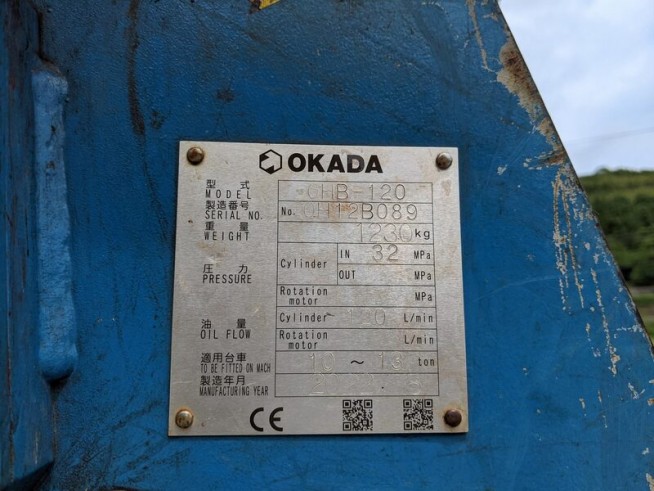 OKADA
型式 MODEL HB-120
製造番号 SERIAL NO. No. H12B089
重量 WEIGHT 1230 kg
圧力 PRESSURE Cylinder IN 32 MPa
OUT MPa
Rotation motor MPa
油量 OIL FLOW Cylinder ~ L/min
Rotation motor L/min
適用台車 TO BE FITTED ON MACH 10 ~ ton
製造年月 MANUFACTURING YEAR
CE